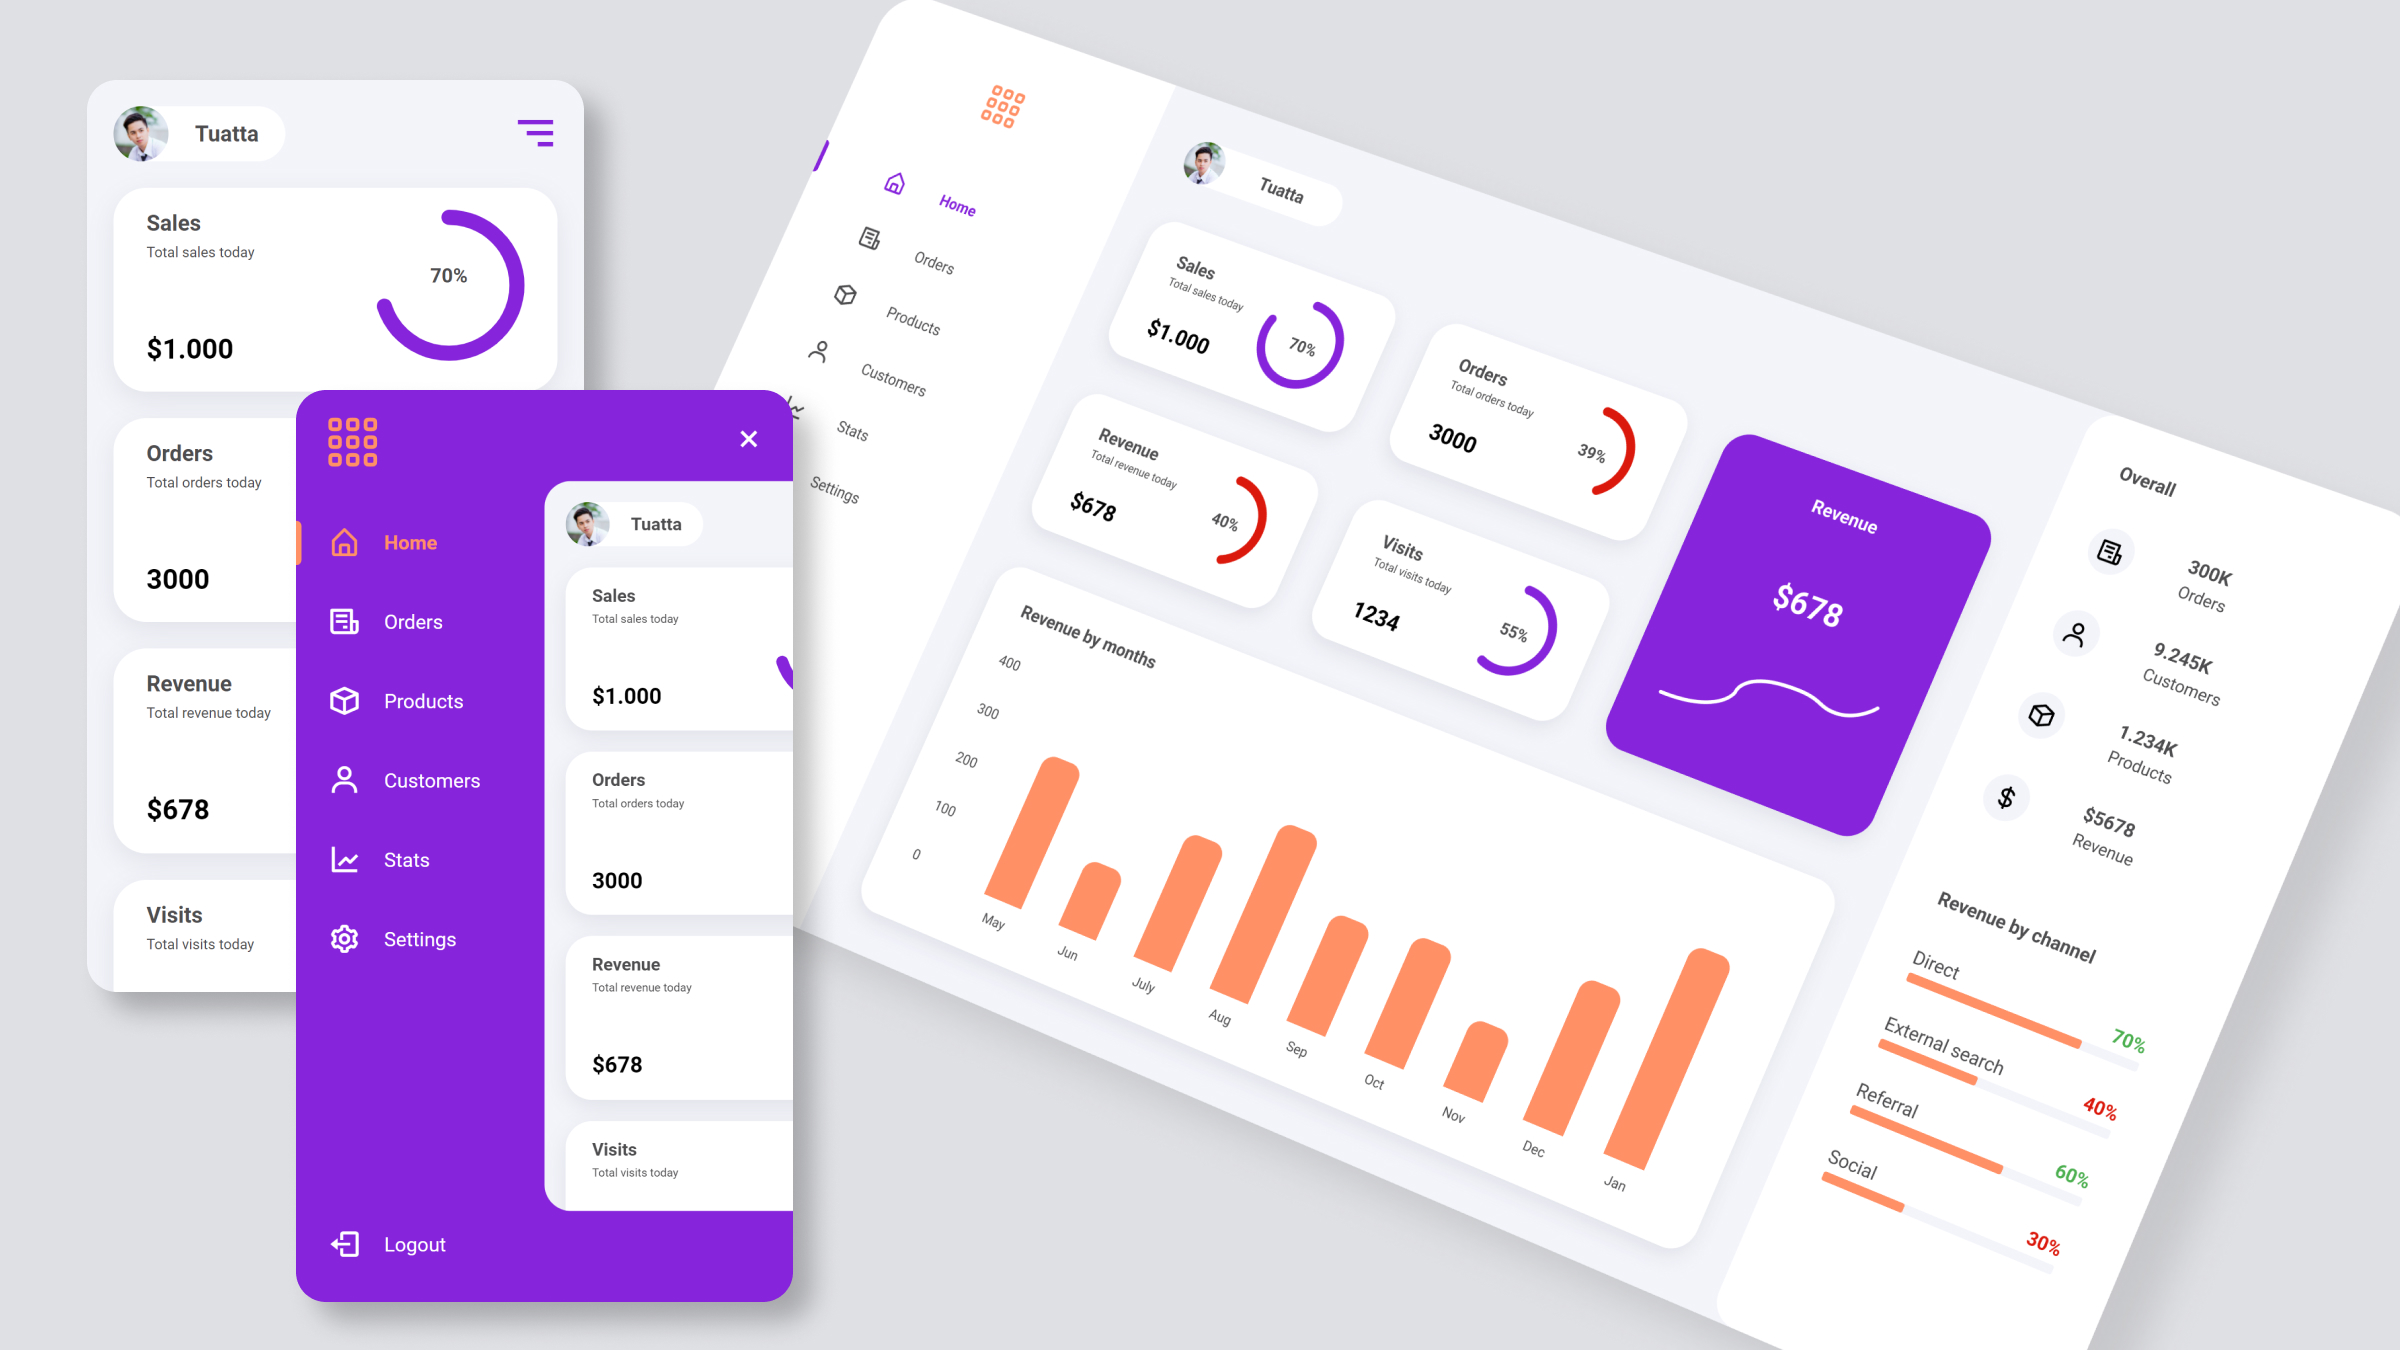 Tuatta
Sales
Total sales today
70%
$1.000
Orders
Total orders today
3000
Revenue
Total revenue today
$678
Visits
Total visits today
Home
Orders
Products
Customers
Stats
Settings
Logout
Tuatta
Sales
Total sales today
$1.000
Orders
Total orders today
3000
Revenue
Total revenue today
$678
Visits
Total visits today
Home
Orders
Products
Customers
Stats
Settings
Tuatta
Sales
Total sales today
$1.000
70%
Orders
Total orders today
3000
39%
Revenue
Total revenue today
$678
40%
Visits
Total visits today
1234
55%
Revenue
$678
Revenue by months
400
300
200
100
0
May
Jun
July
Aug
Sep
Oct
Nov
Dec
Jan
Overall
300K
Orders
9.245K
Customers
1.234K
Products
$5678
Revenue
Revenue by channel
Direct
70%
External search
40%
Referral
60%
Social
30%